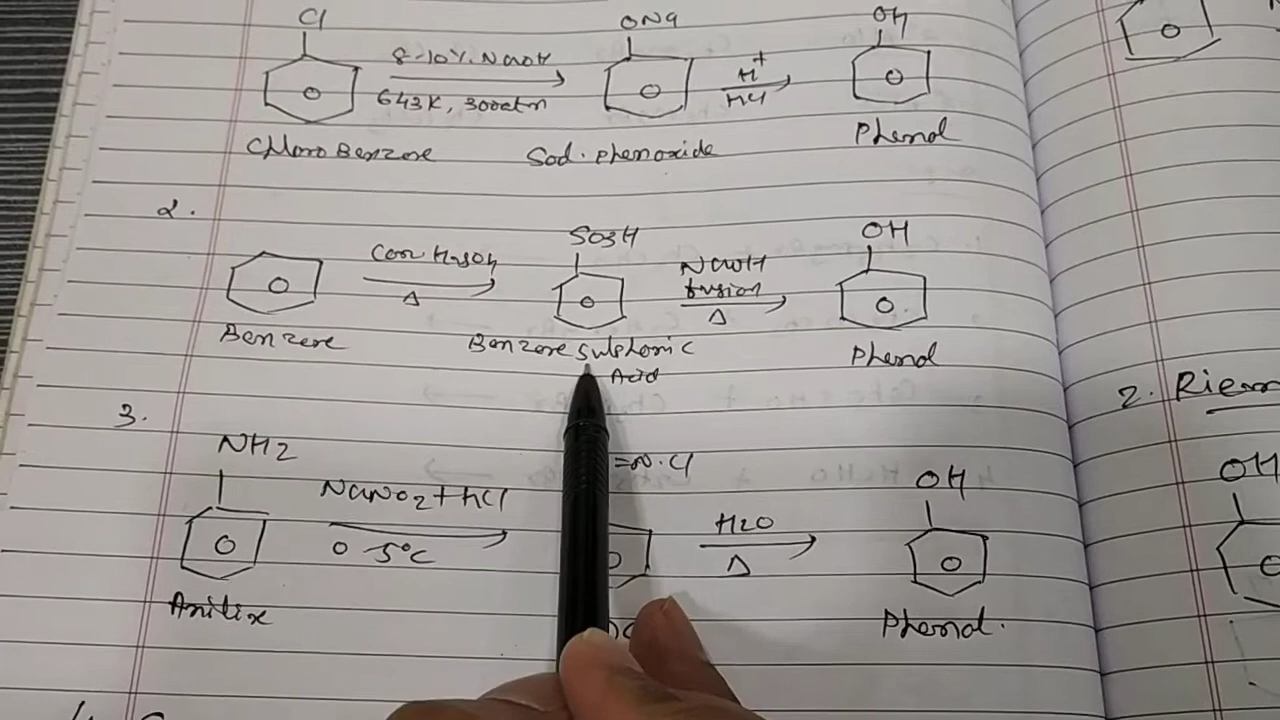 Cl ONa OH
8-10%. NaOH H+
643K, 300atm HCl
Chloro Benzene Sod. phenoxide Phenol
2.
SO3H OH
Con H2SO4 NaOH
Δ fusion
Δ
Benzene Benzene sulphonic Phenol
Acid
3.
NH2 =N.Cl OH
NaNO2+HCl H2O
0-5°C Δ
Aniline Phenol.
2. Riem
OH